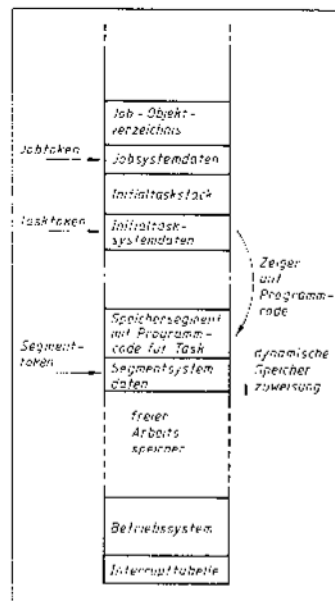 Job-Objekt-
verzeichnis
Jobtoken
Jobsystemdaten
Initialtaskstack
Tasktoken
Initialtask-
systemdaten
Zeiger
auf
Programm-
code
Speichersegment
mit Programm-
code für Task
Segment-
token
Segmentsystem
daten
dynamische
Speicher
zuweisung
freier
Arbeits
speicher
Betriebssystem
Interrupttabelle